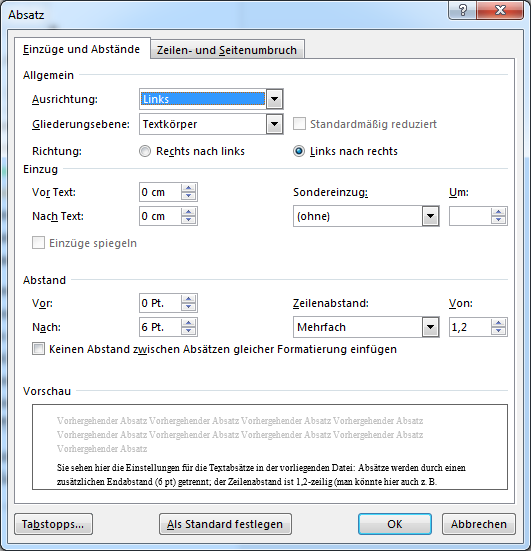 Absatz
Einzüge und Abstände Zeilen- und Seitenumbruch
Allgemein
Ausrichtung: Links
Gliederungsebene: Textkörper Standardmäßig reduziert
Richtung: Rechts nach links Links nach rechts
Einzug
Vor Text: 0 cm Sondereinzug: Um:
Nach Text: 0 cm (ohne)
Einzüge spiegeln
Abstand
Vor: 0 Pt. Zeilenabstand: Von:
Nach: 6 Pt. Mehrfach 1,2
Keinen Abstand zwischen Absätzen gleicher Formatierung einfügen
Vorschau
Vorhergehender Absatz Vorhergehender Absatz Vorhergehender Absatz Vorhergehender Absatz
Vorhergehender Absatz Vorhergehender Absatz Vorhergehender Absatz Vorhergehender Absatz
Vorhergehender Absatz
Sie sehen hier die Einstellungen für die Textabsätze in der vorliegenden Datei: Absätze werden durch einen
zusätzlichen Endabstand (6 pt) getrennt; der Zeilenabstand ist 1,2-zeilig (man könnte hier auch z. B.
Tabstopps... Als Standard festlegen OK Abbrechen